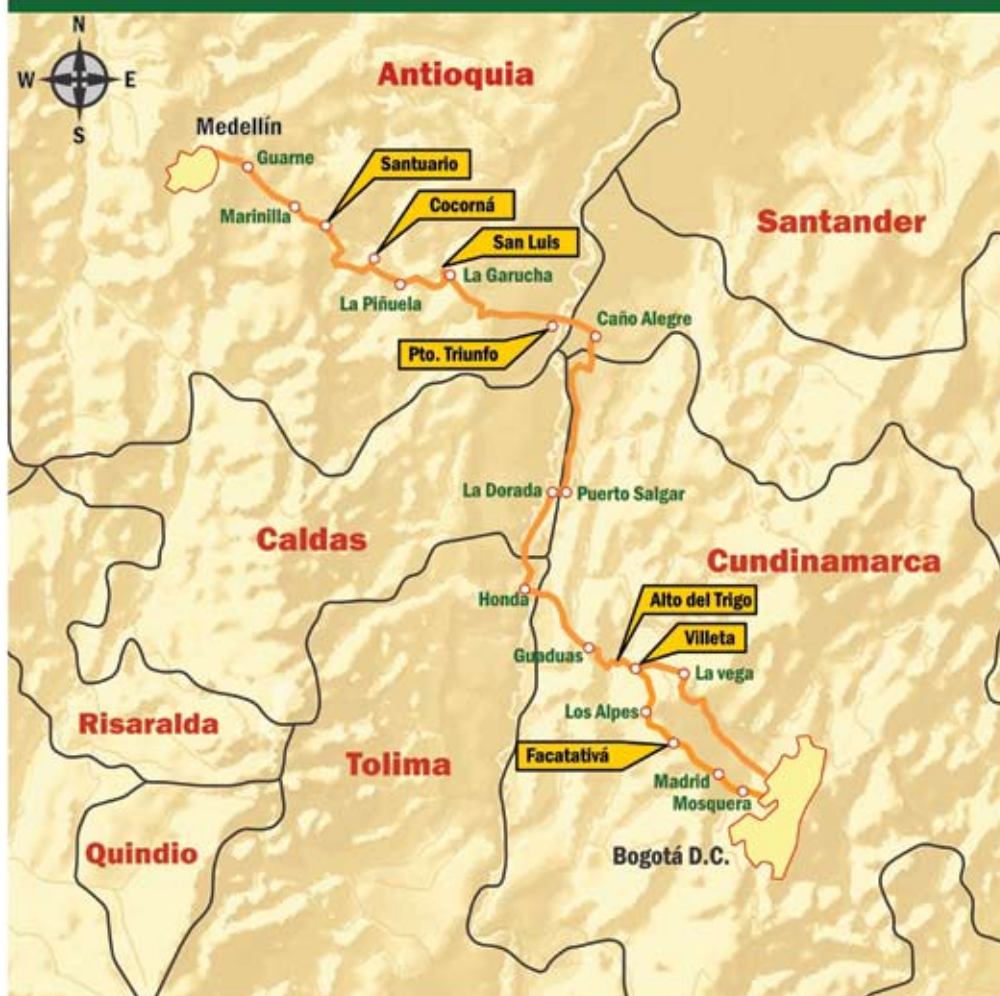 N
W
E
S
Antioquia
Medellín
Guarne
Santuario
Marinilla
Cocorná
Santander
San Luis
La Garucha
La Piñuela
Caño Alegre
Pto. Triunfo
La Dorada
Puerto Salgar
Caldas
Cundinamarca
Honda
Alto del Trigo
Villeta
Guaduas
La vega
Los Alpes
Risaralda
Facatativá
Tolima
Madrid
Mosquera
Quindio
Bogotá D.C.